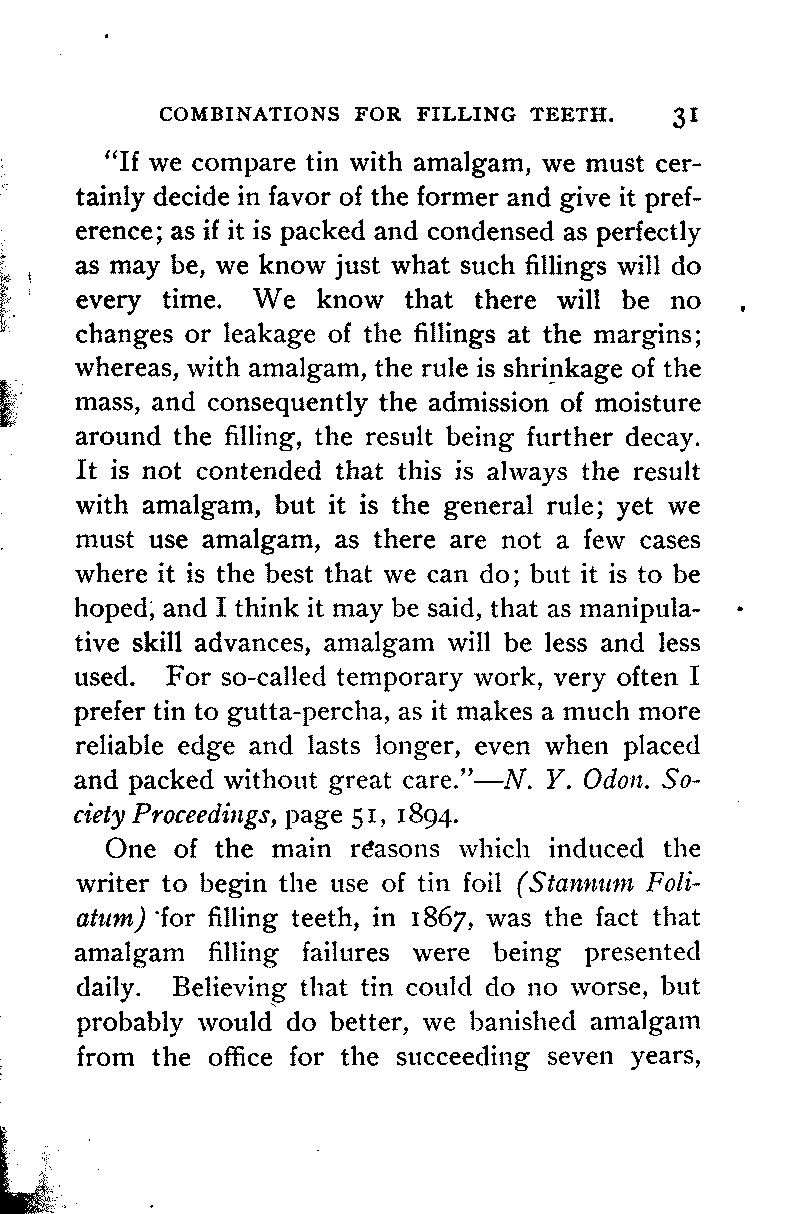 COMBINATIONS FOR FILLING TEETH. 31
"If we compare tin with amalgam, we must cer-
tainly decide in favor of the former and give it pref-
erence; as if it is packed and condensed as perfectly
as may be, we know just what such fillings will do
every time. We know that there will be no
changes or leakage of the fillings at the margins;
whereas, with amalgam, the rule is shrinkage of the
mass, and consequently the admission of moisture
around the filling, the result being further decay.
It is not contended that this is always the result
with amalgam, but it is the general rule; yet we
must use amalgam, as there are not a few cases
where it is the best that we can do; but it is to be
hoped, and I think it may be said, that as manipula-
tive skill advances, amalgam will be less and less
used. For so-called temporary work, very often I
prefer tin to gutta-percha, as it makes a much more
reliable edge and lasts longer, even when placed
and packed without great care."—N. Y. Odon. So-
ciety Proceedings, page 51, 1894.
One of the main reasons which induced the
writer to begin the use of tin foil (Stannum Foli-
atum) for filling teeth, in 1867, was the fact that
amalgam filling failures were being presented
daily. Believing that tin could do no worse, but
probably would do better, we banished amalgam
from the office for the succeeding seven years,